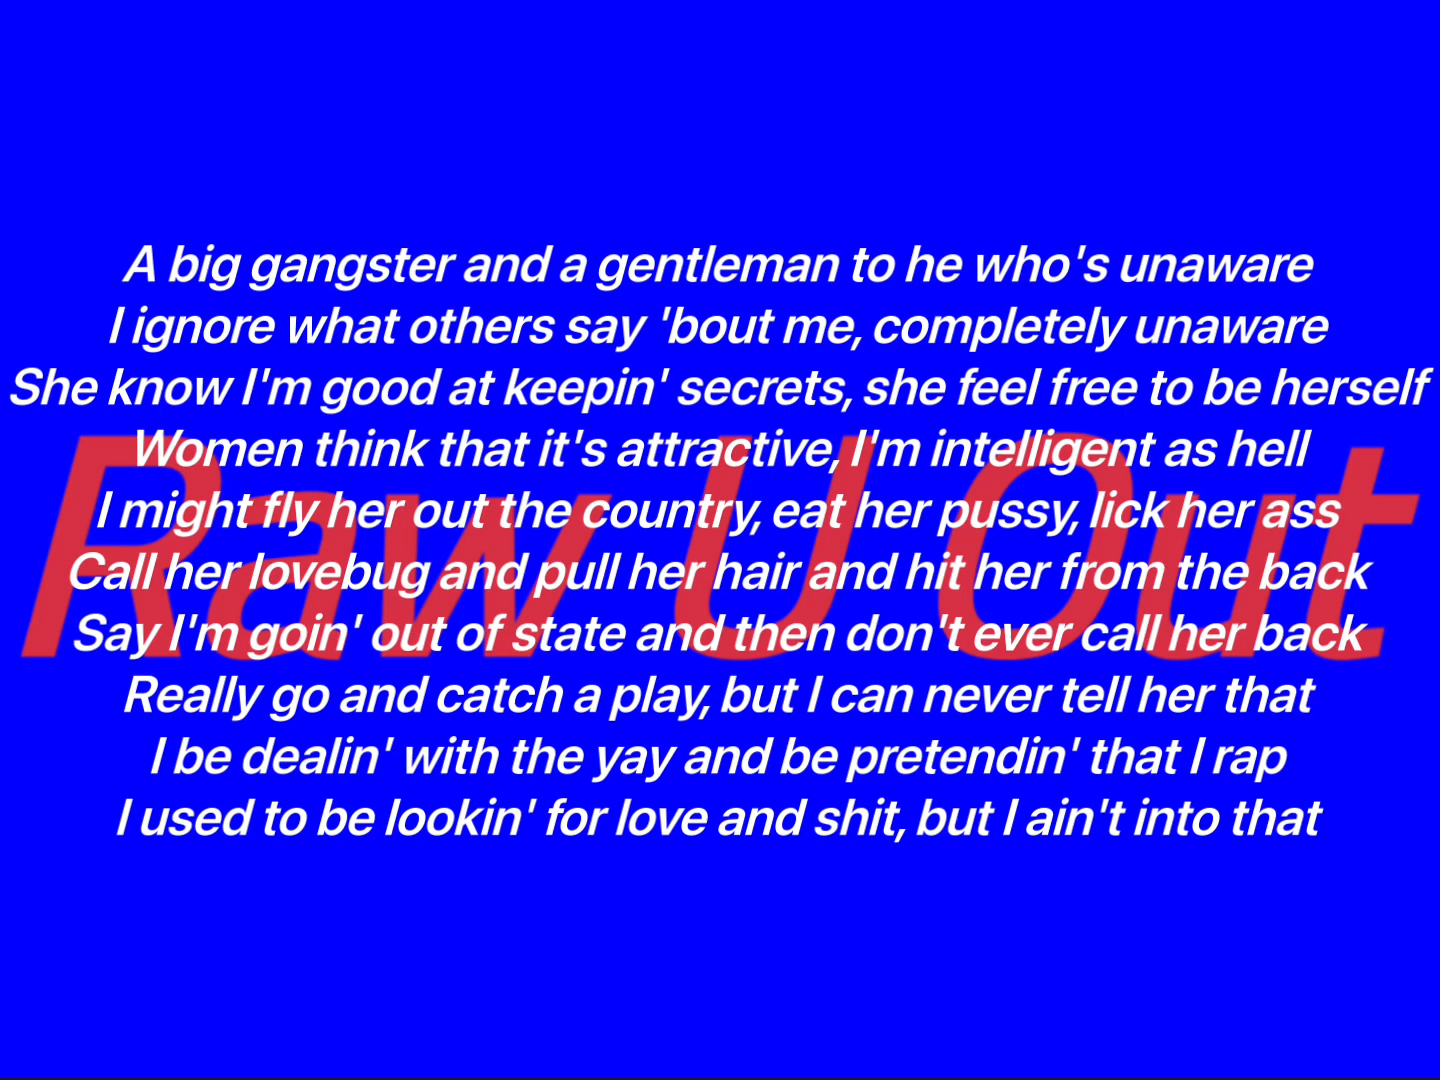 A big gangster and a gentleman to he who's unaware
I ignore what others say 'bout me, completely unaware
She know I'm good at keepin' secrets, she feel free to be herself
Women think that it's attractive, I'm intelligent as hell
I might fly her out the country, eat her pussy, lick her ass
Raw U Out
Call her lovebug and pull her hair and hit her from the back
Say I'm goin' out of state and then don't ever call her back
Really go and catch a play, but I can never tell her that
I be dealin' with the yay and be pretendin' that I rap
I used to be lookin' for love and shit, but I ain't into that